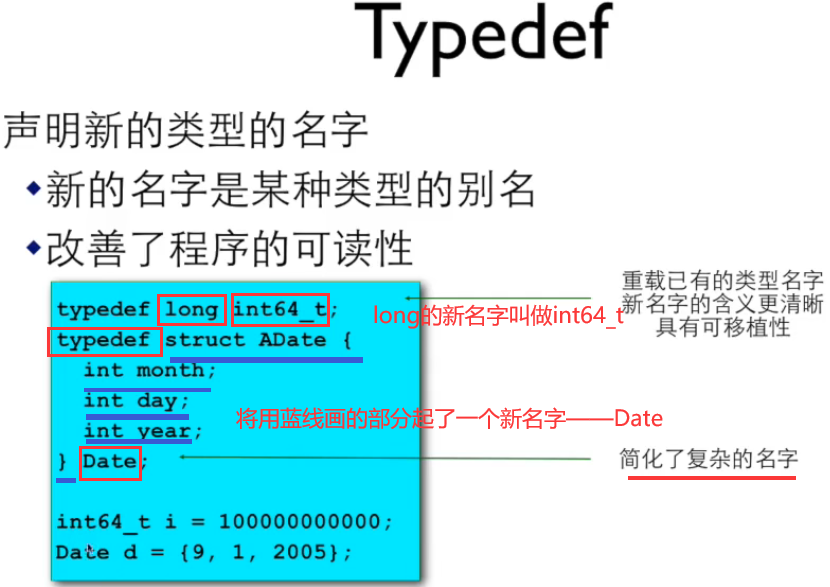 Typedef
声明新的类型的名字
新的名字是某种类型的别名
改善了程序的可读性
typedef long int64_t;
long的新名字叫做int64_t
重载已有的类型名字
新名字的含义更清晰
具有可移植性
typedef struct ADate {
int month;
int day;
int year;
} Date;
将用蓝线画的部分起了一个新名字——Date
简化了复杂的名字
int64_t i = 100000000000;
Date d = {9, 1, 2005};